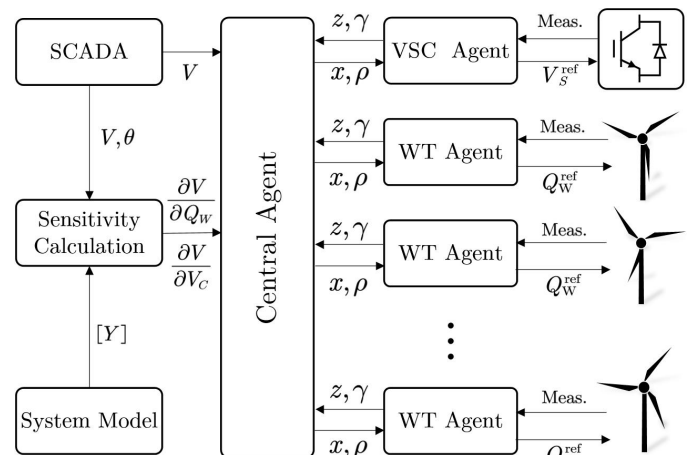 SCADA
V
V, θ
Sensitivity
Calculation
∂V
∂Q_W
∂V
∂V_C
[Y]
System Model
Central Agent
z, γ
x, ρ
VSC Agent
Meas.
V_S^ref
z, γ
x, ρ
WT Agent
Meas.
Q_W^ref
z, γ
x, ρ
WT Agent
Meas.
Q_W^ref
z, γ
x, ρ
WT Agent
Meas.
Q^ref